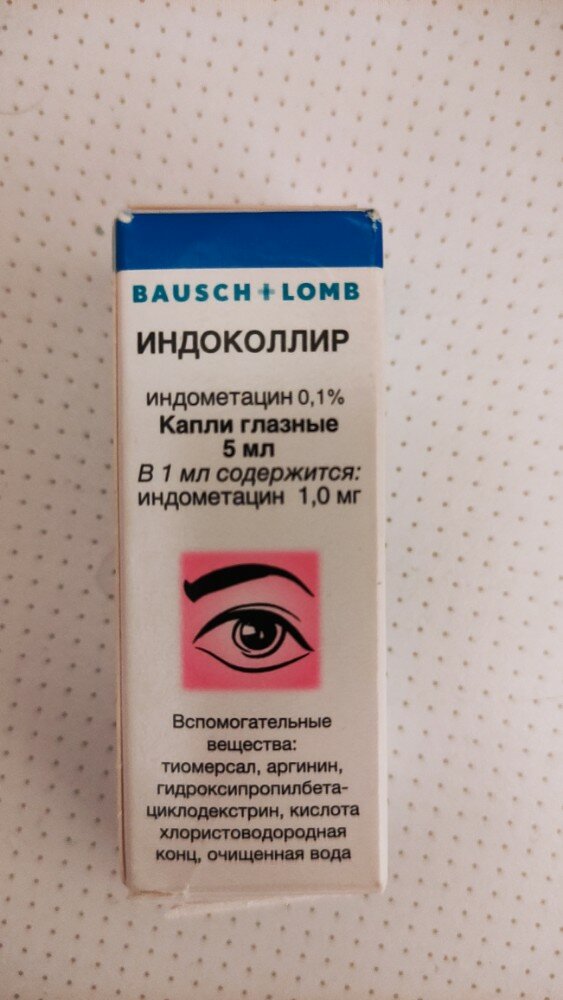 BAUSCH + LOMB
ИНДОКОЛЛИР
индометацин 0,1%
Капли глазные
5 мл
В 1 мл содержится:
индометацин 1,0 мг
Вспомогательные
вещества:
тиомерсал, аргинин,
гидроксипропилбета-
циклодекстрин, кислота
хлористоводородная
конц, очищенная вода